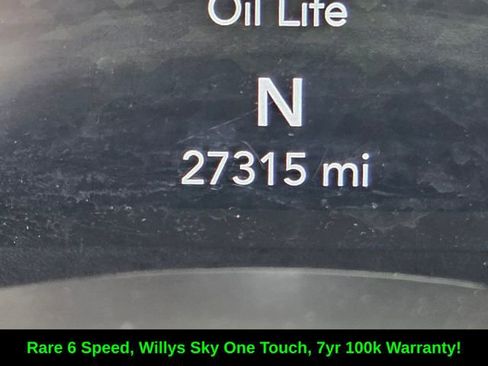 Oil Life
N
27315 mi
Rare 6 Speed, Willys Sky One Touch, 7yr 100k Warranty!